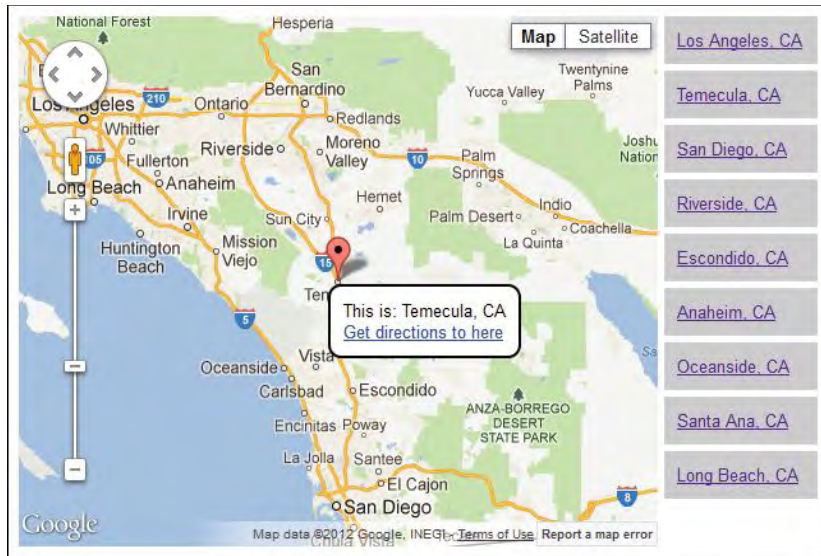 National Forest
Hesperia
Map
Satellite
San
Bernardino
Twentynine
Palms
Yucca Valley
Los Angeles
210
Ontario
Redlands
Whittier
Riverside
Moreno
Valley
10
Palm
Springs
105
Fullerton
Anaheim
Long Beach
Hemet
Indio
Irvine
Sun City
Palm Desert
Coachella
La Quinta
Huntington
Beach
Mission
Viejo
15
This is: Temecula, CA
Get directions to here
5
Vista
Oceanside
Carlsbad
Escondido
ANZA-BORREGO
DESERT
STATE PARK
Encinitas
Poway
La Jolla
Santee
El Cajon
8
San Diego
Google
Map data ©2012 Google, INEGI - Terms of Use
Report a map error
Chula Vista
Los Angeles, CA
Temecula, CA
San Diego, CA
Riverside, CA
Escondido, CA
Anaheim, CA
Oceanside, CA
Santa Ana, CA
Long Beach, CA